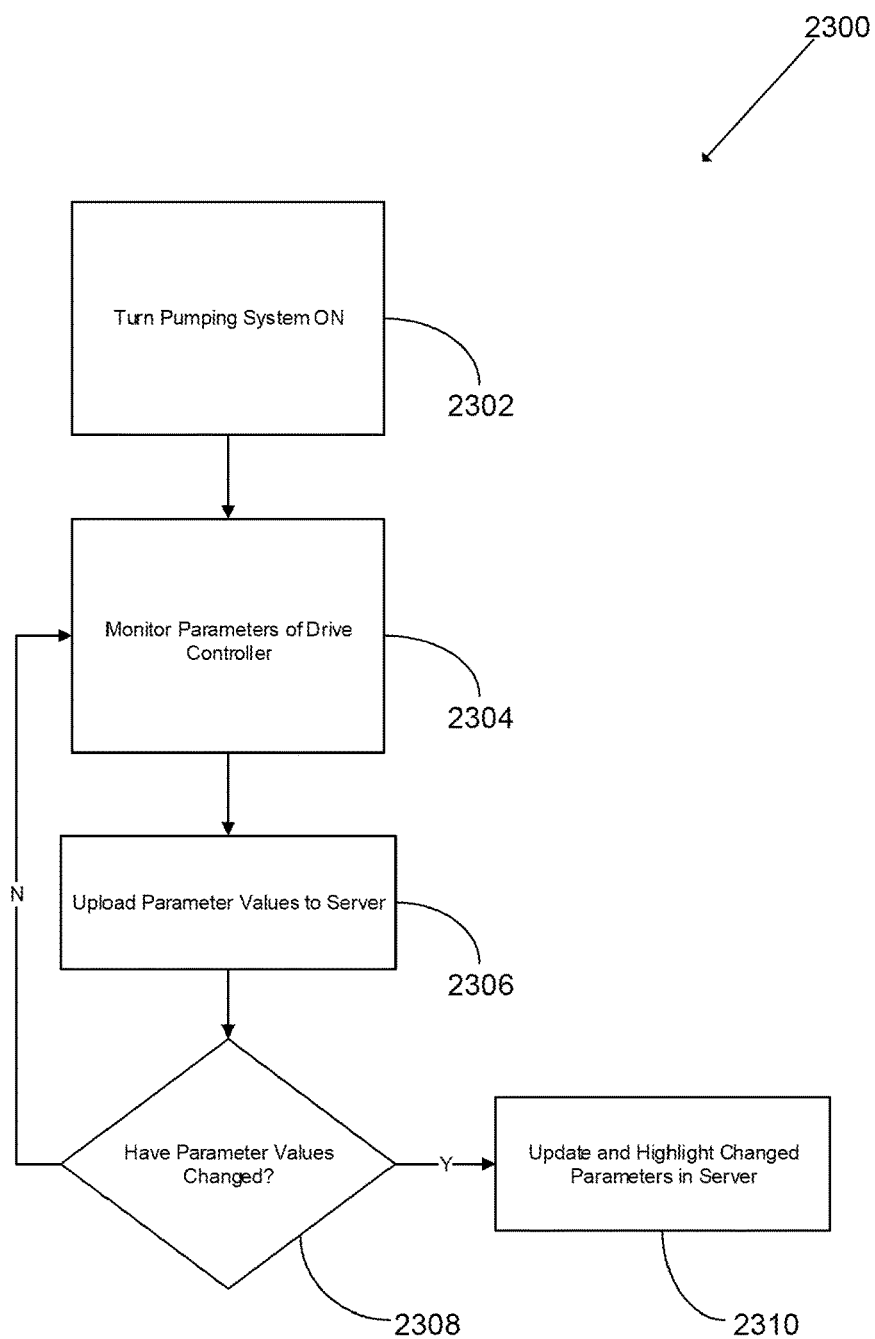 2300
Turn Pumping System ON
2302
Monitor Parameters of Drive
Controller
2304
N
Upload Parameter Values to Server
2306
Have Parameter Values
Changed?
Y
Update and Highlight Changed
Parameters in Server
2308
2310